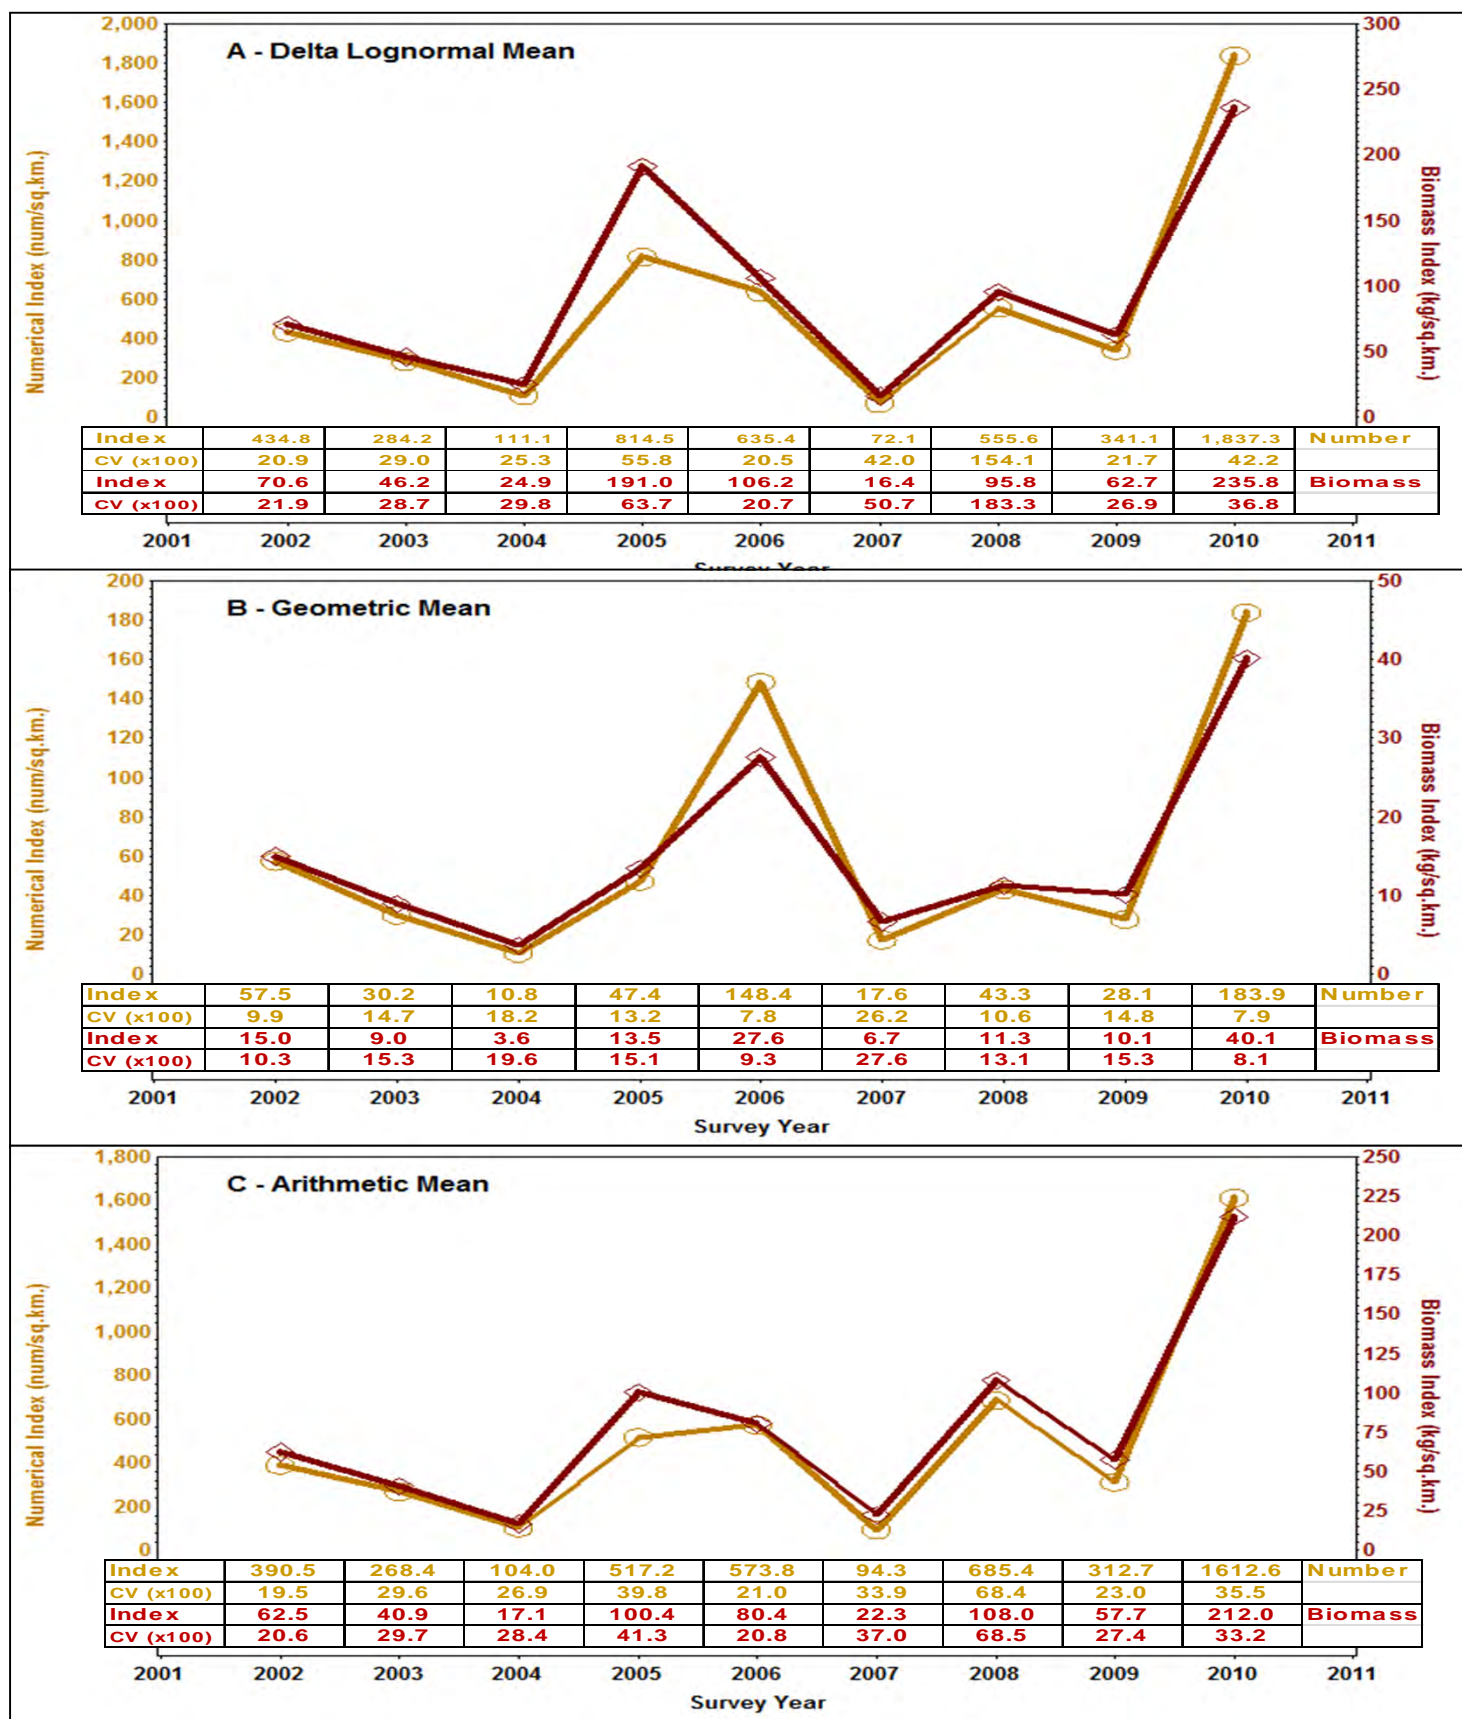 A - Delta Lognormal Mean
Numerical Index (num/sq.km.)
2,000
1,800
1,600
1,400
1,200
1,000
800
600
400
200
0
300
250
200
150
100
50
0
Biomass Index (kg/sq.km.)
Index 434.8 284.2 111.1 814.5 635.4 72.1 555.6 341.1 1,837.3 Number
CV (x100) 20.9 29.0 25.3 55.8 20.5 42.0 154.1 21.7 42.2
Index 70.6 46.2 24.9 191.0 106.2 16.4 95.8 62.7 235.8 Biomass
CV (x100) 21.9 28.7 29.8 63.7 20.7 50.7 183.3 26.9 36.8
2001 2002 2003 2004 2005 2006 2007 2008 2009 2010 2011
Survey Year
B - Geometric Mean
Numerical Index (num/sq.km.)
200
180
160
140
120
100
80
60
40
20
0
50
40
30
20
10
0
Biomass Index (kg/sq.km.)
Index 57.5 30.2 10.8 47.4 148.4 17.6 43.3 28.1 183.9 Number
CV (x100) 9.9 14.7 18.2 13.2 7.8 26.2 10.6 14.8 7.9
Index 15.0 9.0 3.6 13.5 27.6 6.7 11.3 10.1 40.1 Biomass
CV (x100) 10.3 15.3 19.6 15.1 9.3 27.6 13.1 15.3 8.1
2001 2002 2003 2004 2005 2006 2007 2008 2009 2010 2011
Survey Year
C - Arithmetic Mean
Numerical Index (num/sq.km.)
1,800
1,600
1,400
1,200
1,000
800
600
400
200
0
250
225
200
175
150
125
100
75
50
25
0
Biomass Index (kg/sq.km.)
Index 390.5 268.4 104.0 517.2 573.8 94.3 685.4 312.7 1612.6 Number
CV (x100) 19.5 29.6 26.9 39.8 21.0 33.9 68.4 23.0 35.5
Index 62.5 40.9 17.1 100.4 80.4 22.3 108.0 57.7 212.0 Biomass
CV (x100) 20.6 29.7 28.4 41.3 20.8 37.0 68.5 27.4 33.2
2001 2002 2003 2004 2005 2006 2007 2008 2009 2010 2011
Survey Year